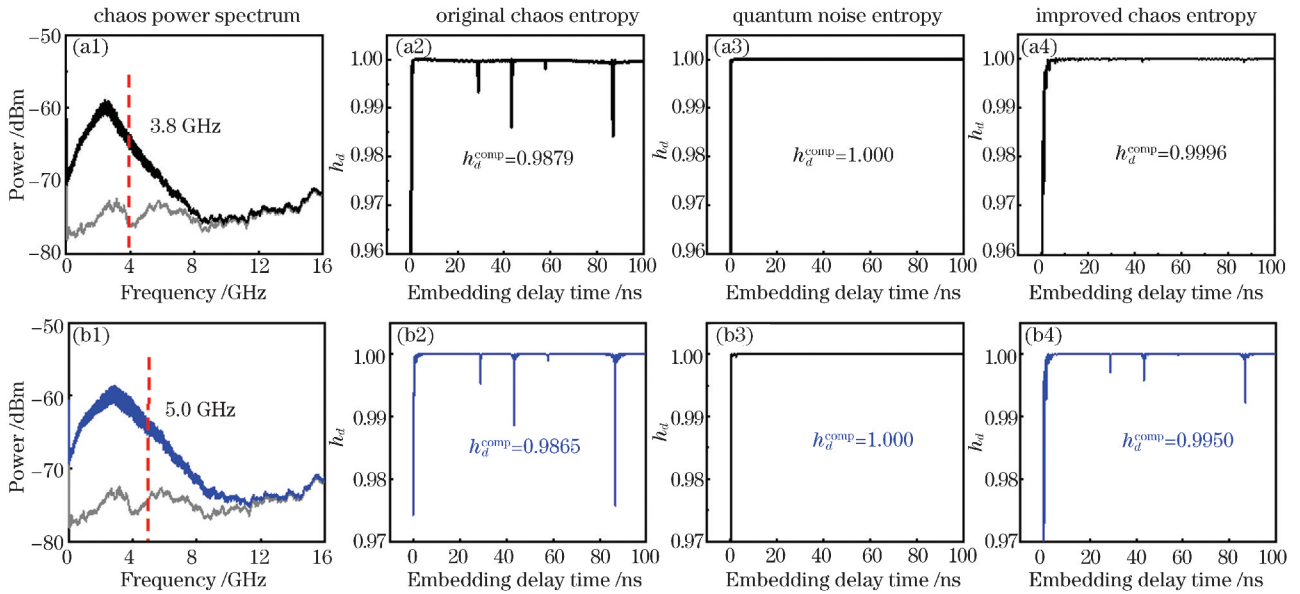 chaos power spectrum
original chaos entropy
quantum noise entropy
improved chaos entropy
(a1)
-50
-60
-70
-80
Power /dBm
3.8 GHz
0 4 8 12 16
Frequency /GHz
(a2)
1.00
0.99
0.98
0.97
0.96
h_d
h_d^comp=0.9879
0 20 40 60 80 100
Embedding delay time /ns
(a3)
1.00
0.99
0.98
0.97
0.96
h_d
h_d^comp=1.000
0 20 40 60 80 100
Embedding delay time /ns
(a4)
1.00
0.99
0.98
0.97
0.96
h_d
h_d^comp=0.9996
0 20 40 60 80 100
Embedding delay time /ns
(b1)
-50
-60
-70
-80
Power /dBm
5.0 GHz
0 4 8 12 16
Frequency /GHz
(b2)
1.00
0.99
0.98
0.97
h_d
h_d^comp=0.9865
0 20 40 60 80 100
Embedding delay time /ns
(b3)
1.00
0.99
0.98
0.97
h_d
h_d^comp=1.000
0 20 40 60 80 100
Embedding delay time /ns
(b4)
1.00
0.99
0.98
0.97
h_d
h_d^comp=0.9950
0 20 40 60 80 100
Embedding delay time /ns